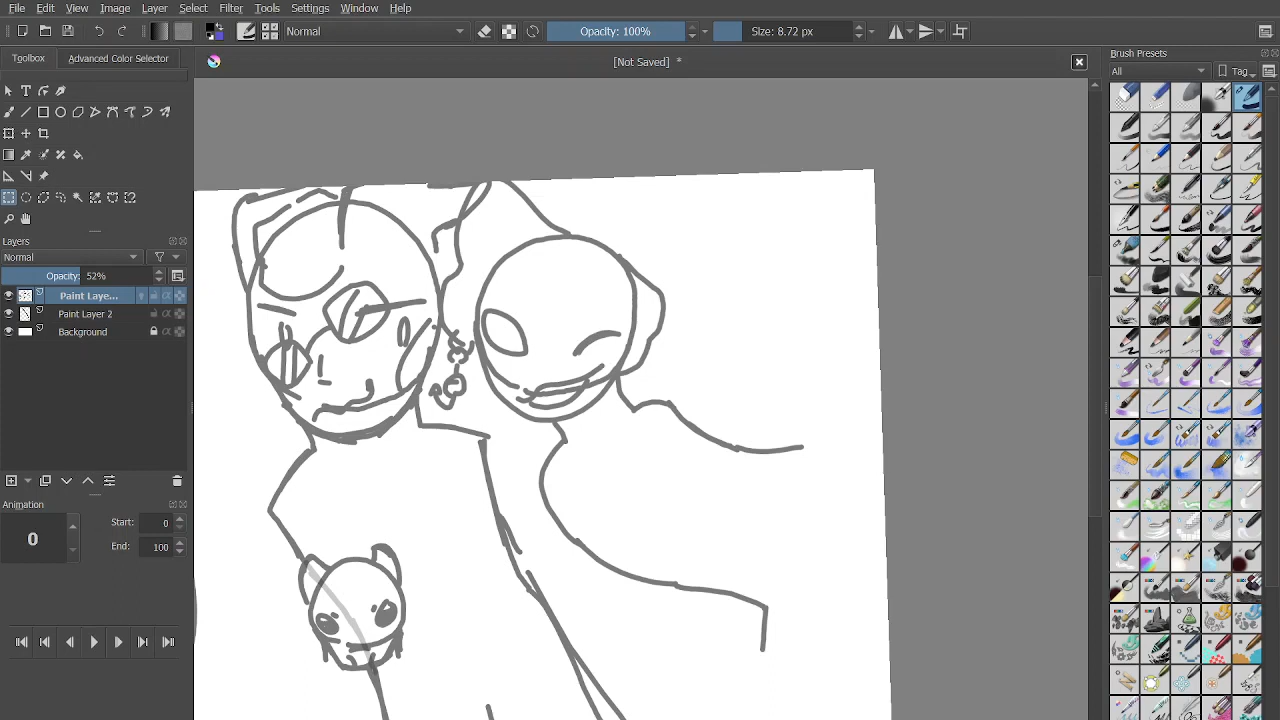 File Edit View Image Layer Select Filter Tools Settings Window Help
Normal
Opacity: 100%
Size: 8.72 px
Toolbox
Advanced Color Selector
[Not Saved] *
Brush Presets
All
Tag
Layers
Normal
Opacity: 52%
Paint Laye...
Paint Layer 2
Background
Animation
0
Start: 0
End: 100